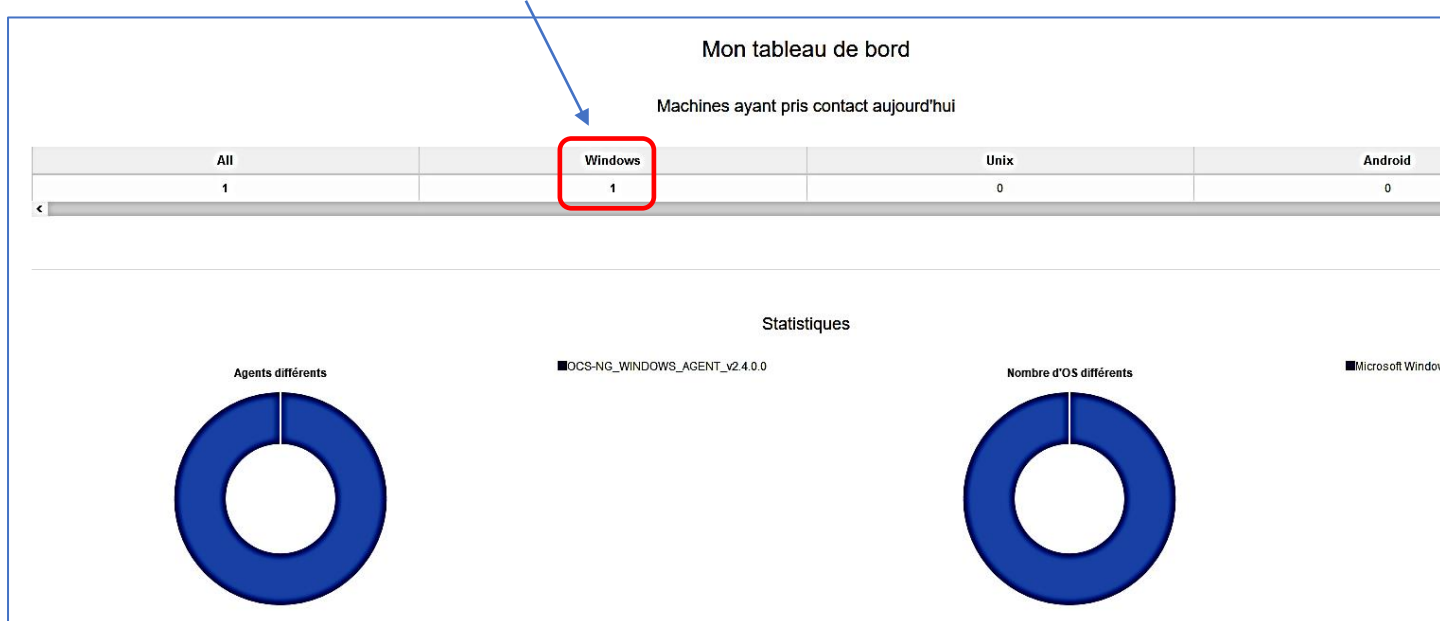 Mon tableau de bord
Machines ayant pris contact aujourd'hui
All Windows Unix Android
1 1 0 0
Statistiques
Agents différents
OCS-NG_WINDOWS_AGENT_v2.4.0.0
Nombre d'OS différents
Microsoft Window